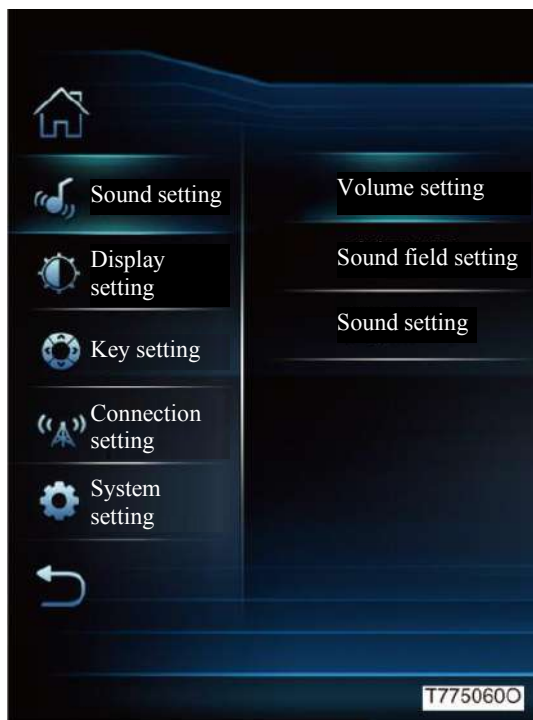 Sound setting
Display
setting
Key setting
Connection
setting
System
setting
Volume setting
Sound field setting
Sound setting
T775060O